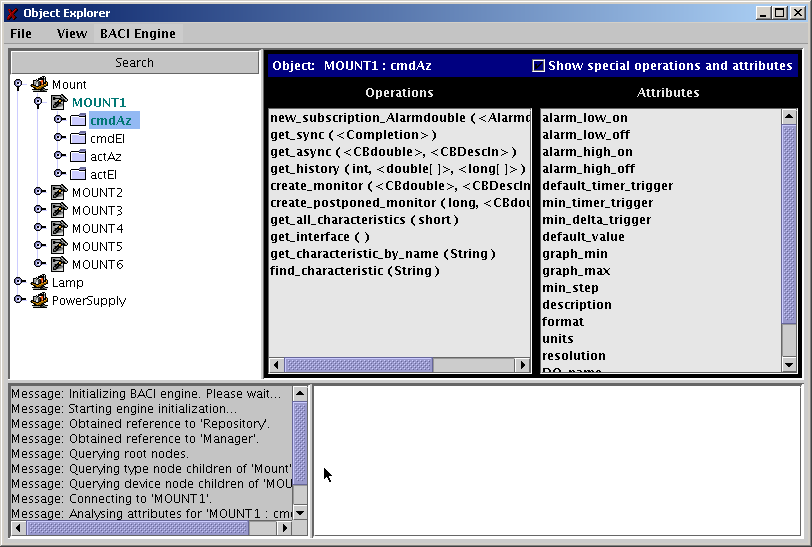 Object Explorer
File View BACI Engine
Search
Mount
MOUNT1
cmdAz
cmdEl
actAz
actEl
MOUNT2
MOUNT3
MOUNT4
MOUNT5
MOUNT6
Lamp
PowerSupply
Object: MOUNT1 : cmdAz
Show special operations and attributes
Operations
new_subscription_Alarmdouble ( <Alarmd
get_sync ( <Completion> )
get_async ( <CBdouble>, <CBDescIn> )
get_history ( int, <double[ ]>, <long[ ]> )
create_monitor ( <CBdouble>, <CBDescIn
create_postponed_monitor ( long, <CBdou
get_all_characteristics ( short )
get_interface ( )
get_characteristic_by_name ( String )
find_characteristic ( String )
Attributes
alarm_low_on
alarm_low_off
alarm_high_on
alarm_high_off
default_timer_trigger
min_timer_trigger
min_delta_trigger
default_value
graph_min
graph_max
min_step
description
format
units
resolution
Message: Initializing BACI engine. Please wait...
Message: Starting engine initialization...
Message: Obtained reference to 'Repository'.
Message: Obtained reference to 'Manager'.
Message: Querying root nodes.
Message: Querying type node children of 'Mount'
Message: Querying device node children of 'MOU
Message: Connecting to 'MOUNT1'.
Message: Analysing attributes for 'MOUNT1 : cmd